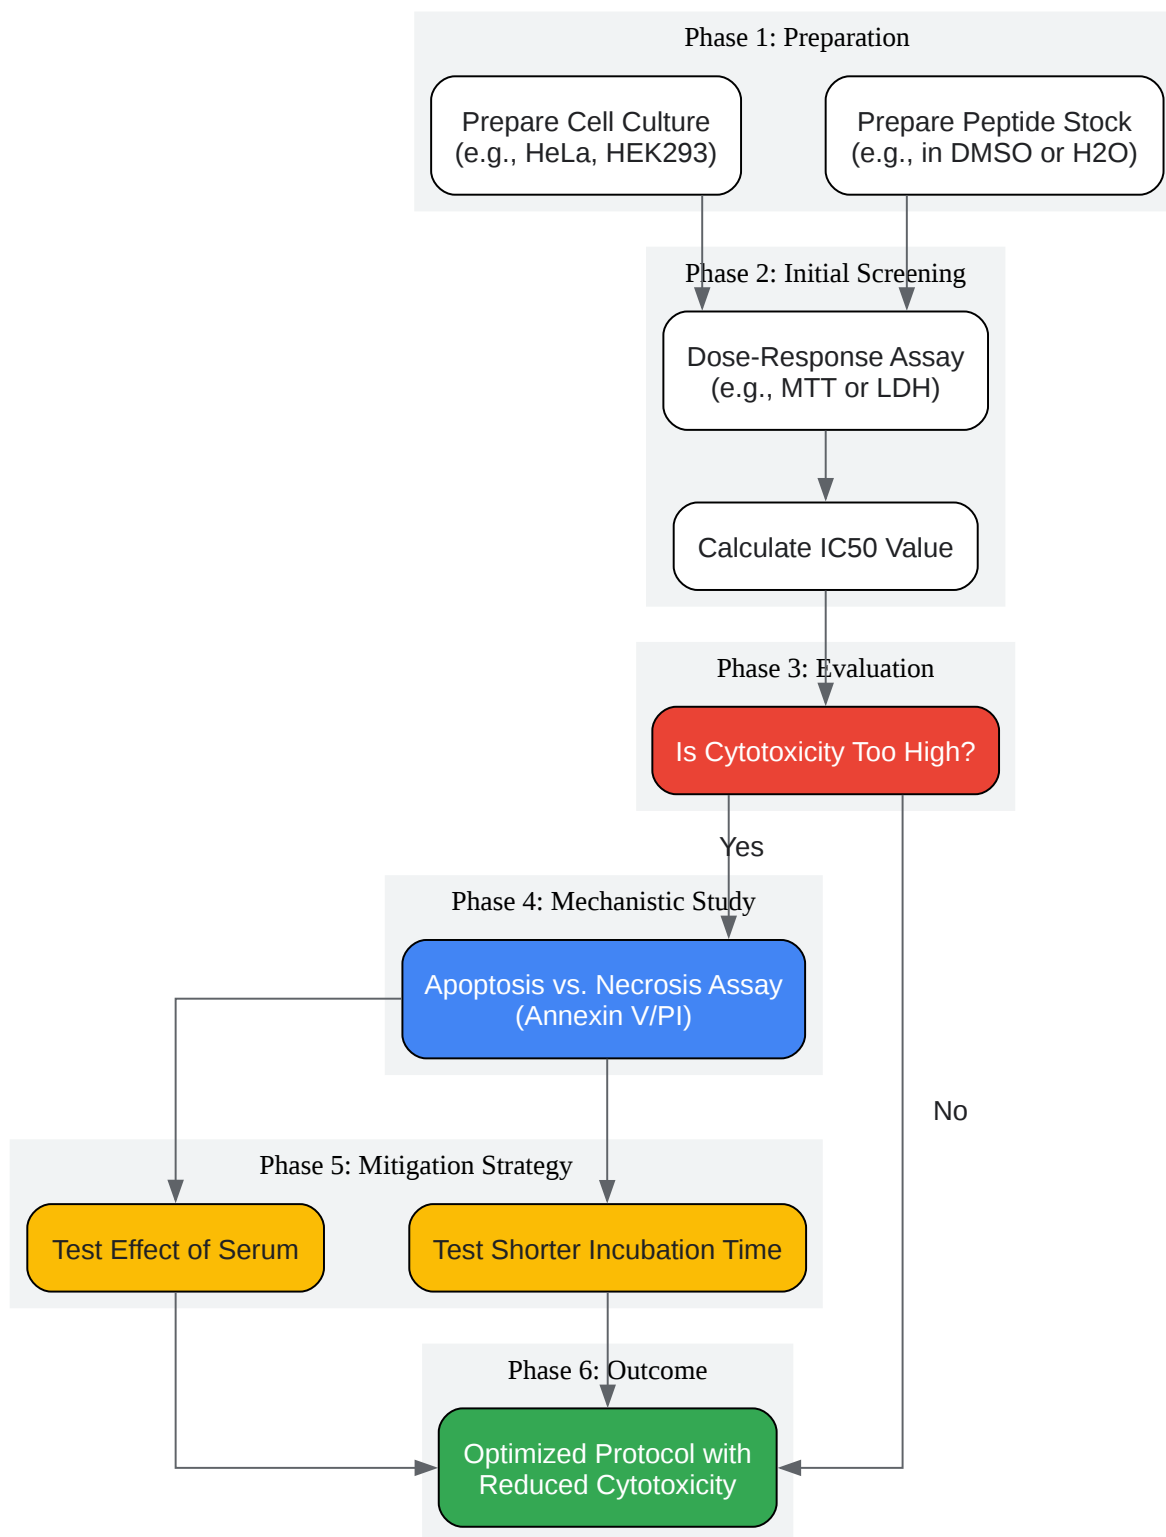 Phase 1: Preparation
Prepare Cell Culture
(e.g., HeLa, HEK293)
Prepare Peptide Stock
(e.g., in DMSO or H2O)
Phase 2: Initial Screening
Dose-Response Assay
(e.g., MTT or LDH)
Calculate IC50 Value
Phase 3: Evaluation
Is Cytotoxicity Too High?
Yes
Phase 4: Mechanistic Study
Apoptosis vs. Necrosis Assay
(Annexin V/PI)
No
Phase 5: Mitigation Strategy
Test Effect of Serum
Test Shorter Incubation Time
Phase 6: Outcome
Optimized Protocol with
Reduced Cytotoxicity